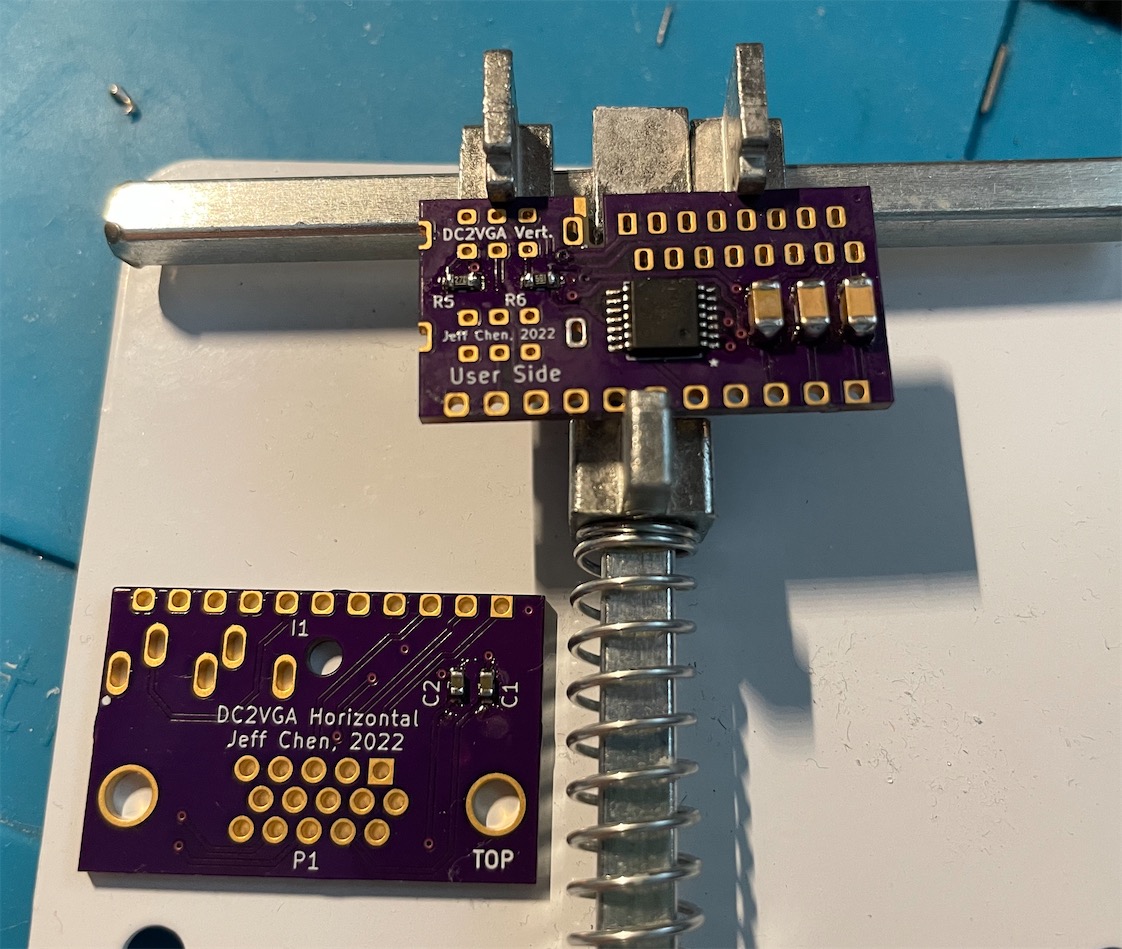 DC2VGA Vert.
R5
R6
Jeff Chen, 2022
User Side
I1
C2
C1
DC2VGA Horizontal
Jeff Chen, 2022
P1
TOP